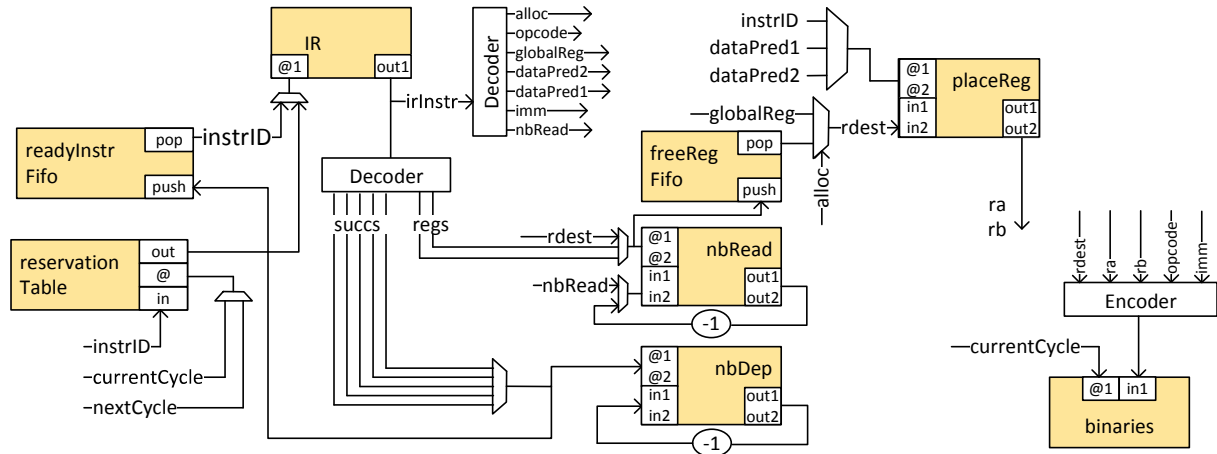 IR
@1
out1
instrID
readyInstr
Fifo
pop
push
reservation
Table
out
@
in
instrID
currentCycle
nextCycle
irInstr
Decoder
alloc
opcode
globalReg
dataPred2
dataPred1
imm
nbRead
Decoder
succs
regs
rdest
nbRead
freeReg
Fifo
pop
push
globalReg
alloc
rdest
instrID
dataPred1
dataPred2
placeReg
@1
@2
in1
in2
out1
out2
ra
rb
nbRead
@1
@2
in1
in2
out1
out2
-1
nbDep
@1
@2
in1
in2
out1
out2
-1
rdest
ra
rb
opcode
imm
Encoder
currentCycle
@1
in1
binaries